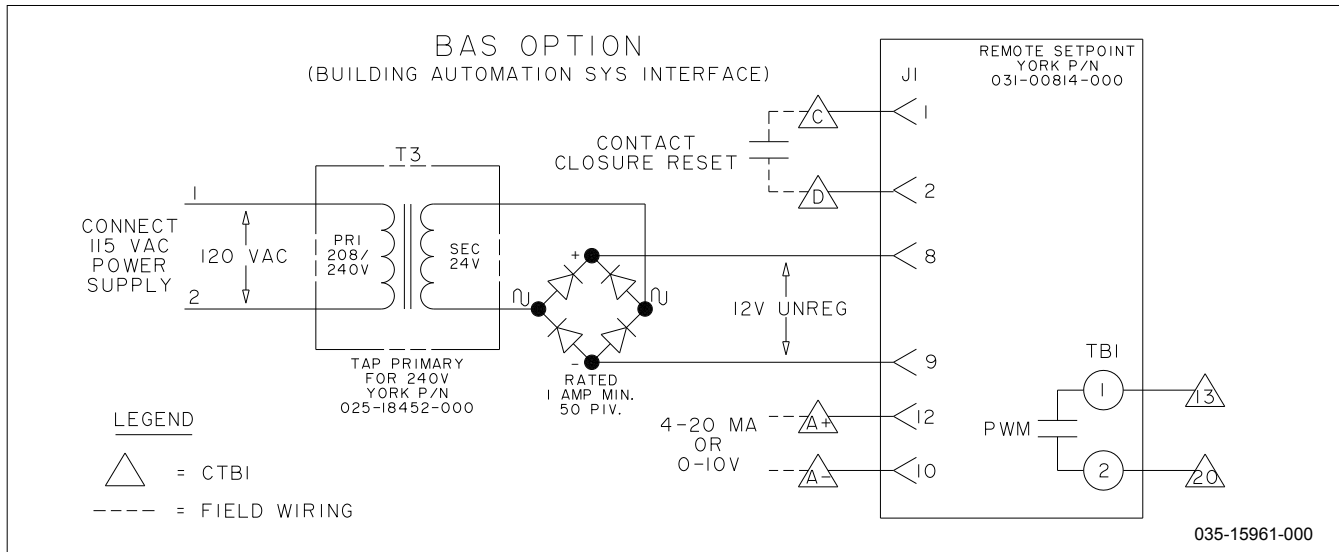 BAS OPTION
(BUILDING AUTOMATION SYS INTERFACE)
REMOTE SETPOINT
YORK P/N
031-00814-000
J1
C
1
CONTACT
CLOSURE RESET
D
2
T3
1
CONNECT
115 VAC
POWER
SUPPLY
120 VAC
2
PRI
208/
240V
SEC
24V
TAP PRIMARY
FOR 240V
YORK P/N
025-18452-000
+
-
RATED
1 AMP MIN.
50 PIV.
8
12V UNREG
9
4-20 MA
OR
0-10V
A+
12
A-
10
TB1
PWM
1
13
2
20
LEGEND
= CTB1
---- = FIELD WIRING
035-15961-000